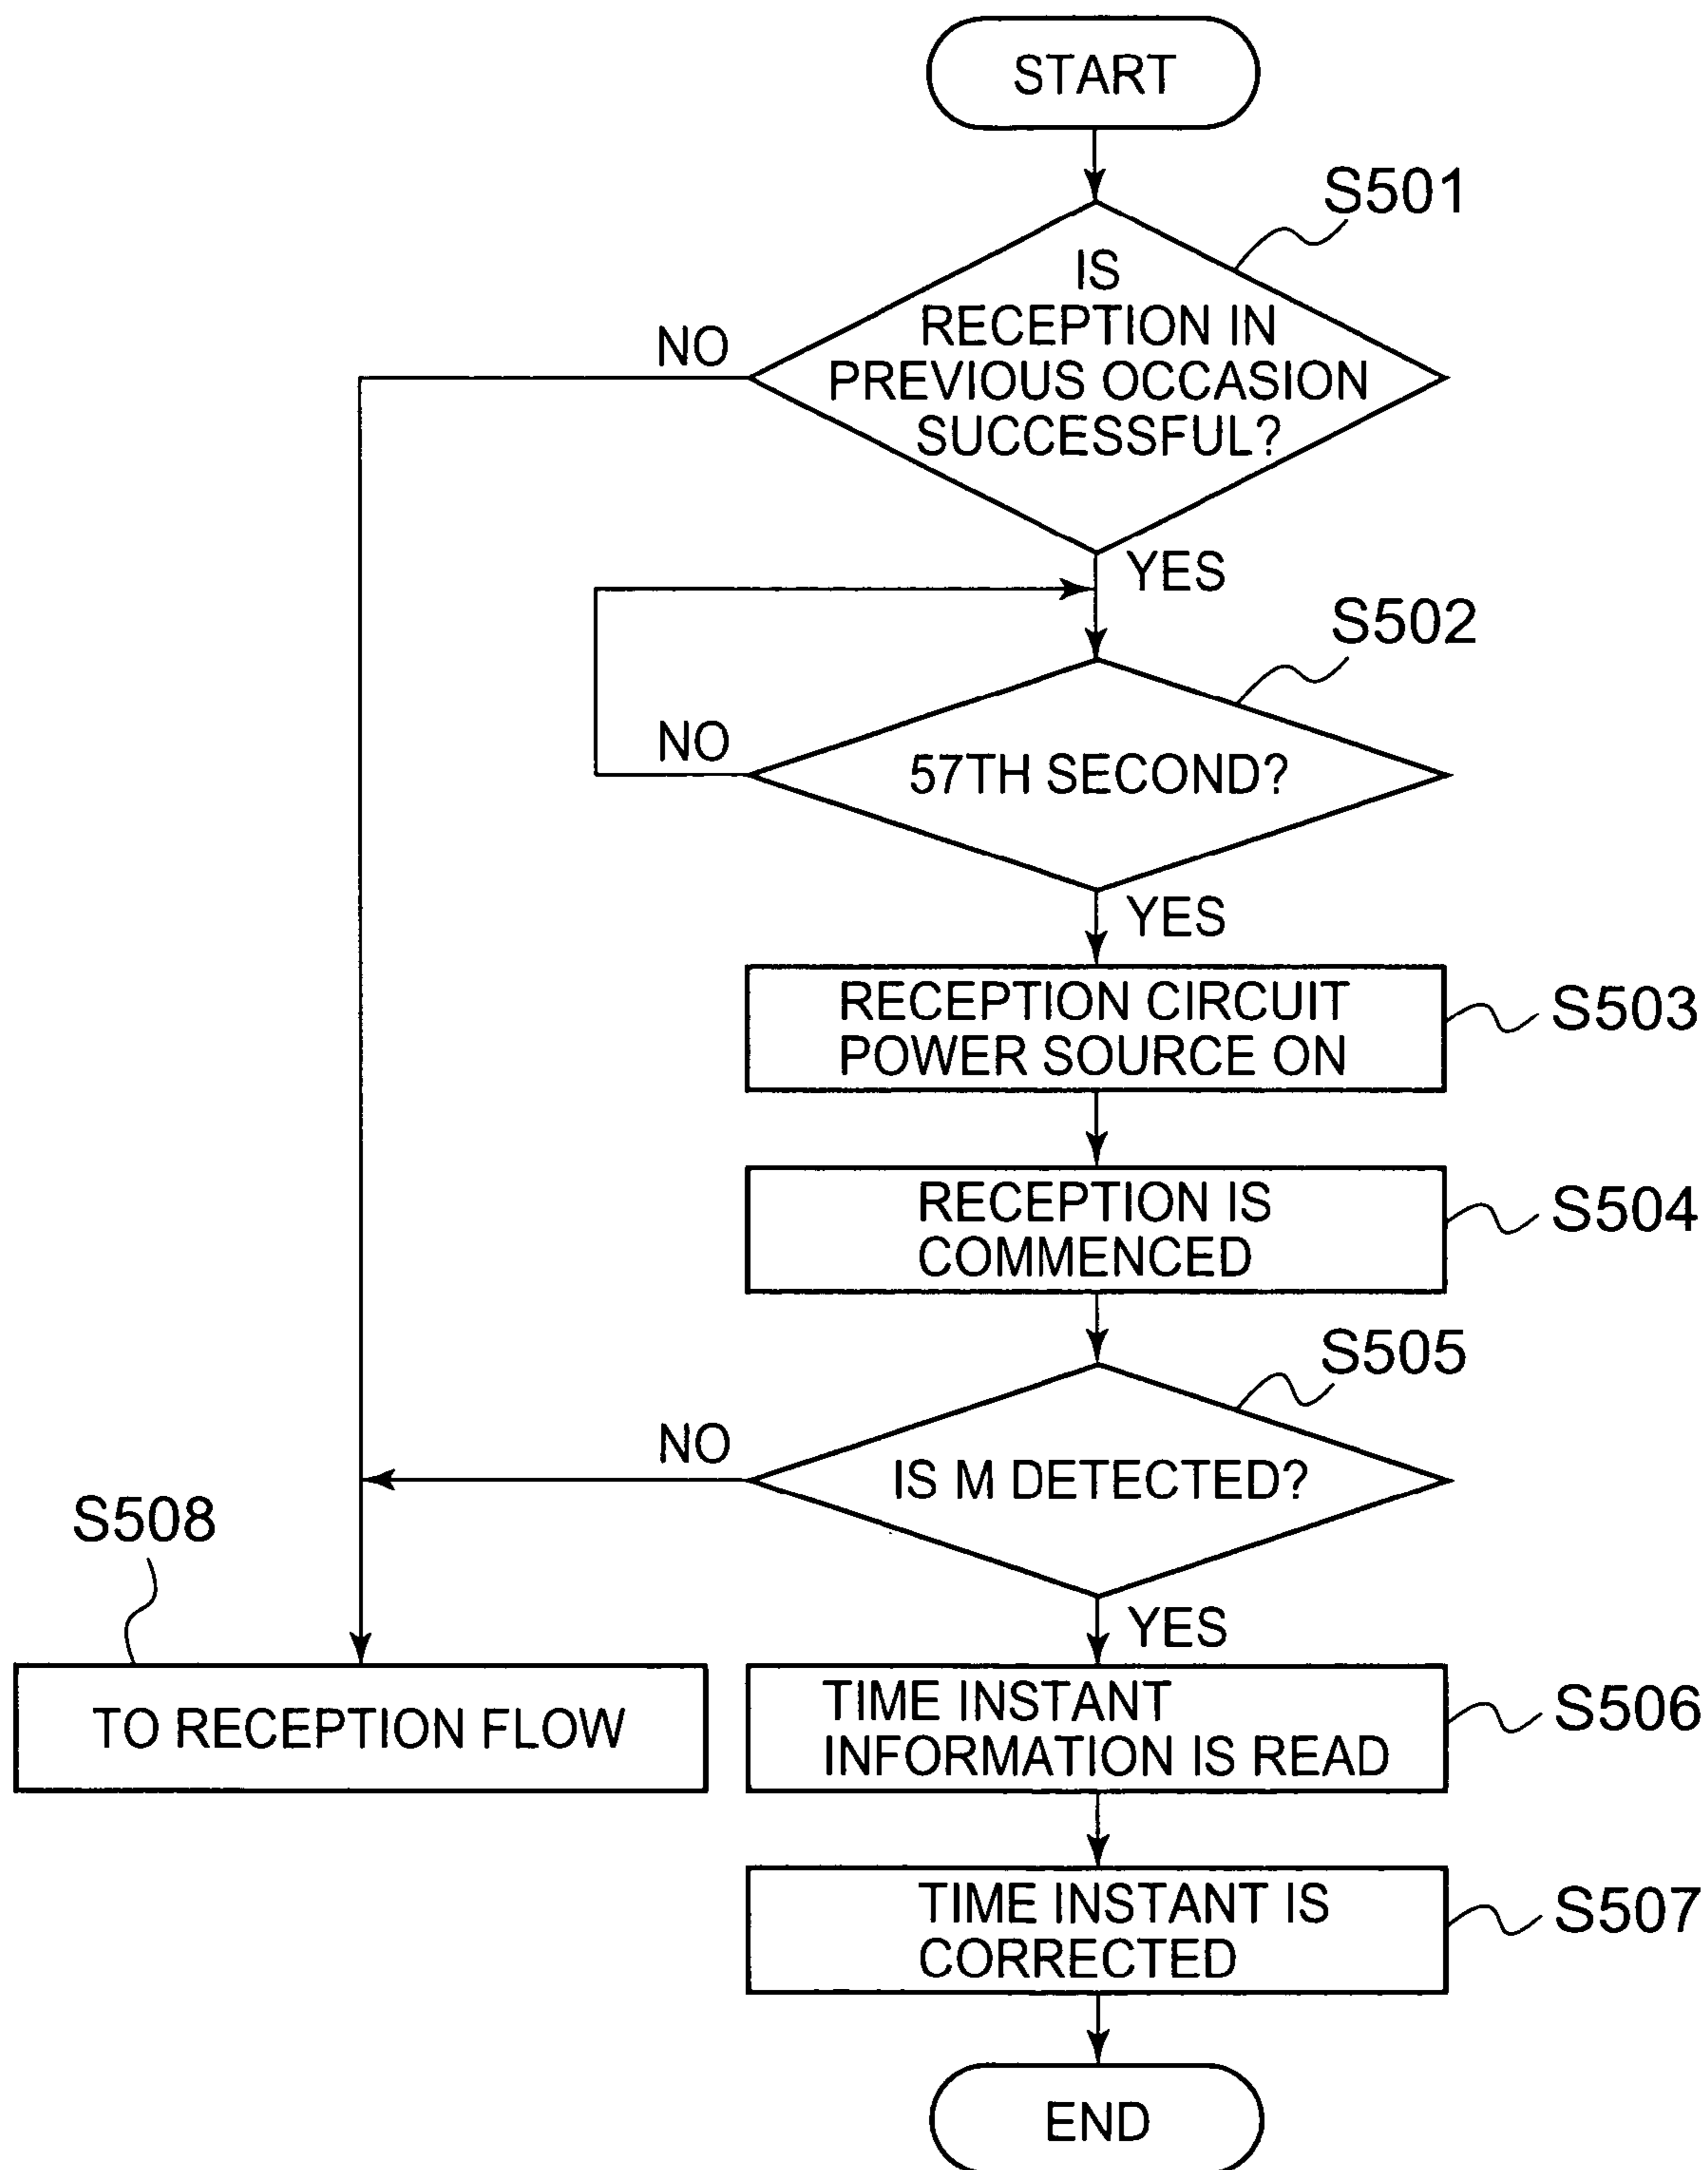 START
S501
IS
RECEPTION IN
PREVIOUS OCCASION
SUCCESSFUL?
NO
YES
S502
57TH SECOND?
NO
YES
RECEPTION CIRCUIT
POWER SOURCE ON
S503
RECEPTION IS
COMMENCED
S504
S505
IS M DETECTED?
NO
YES
S508
TO RECEPTION FLOW
TIME INSTANT
INFORMATION IS READ
S506
TIME INSTANT IS
CORRECTED
S507
END